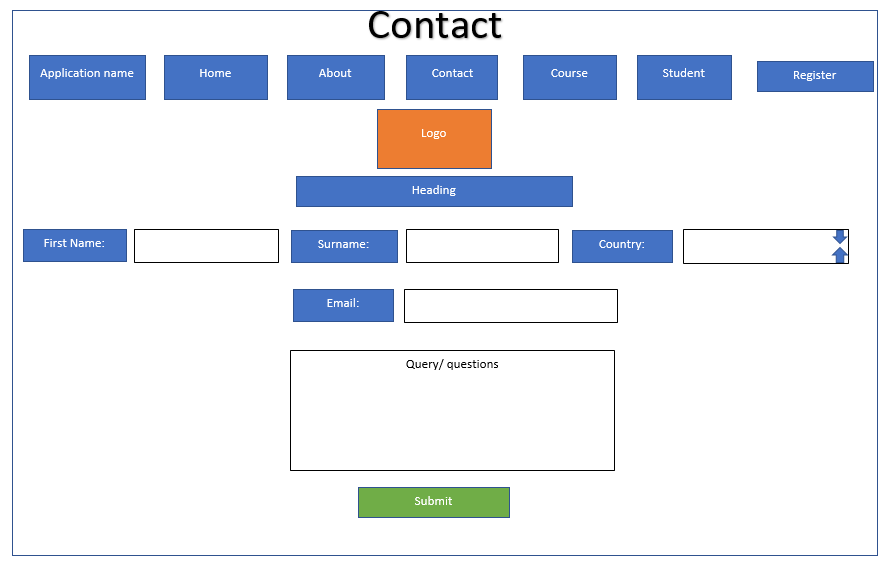 Contact
Application name
Home
About
Contact
Course
Student
Register
Logo
Heading
First Name:
Surname:
Country:
Email:
Query/ questions
Submit